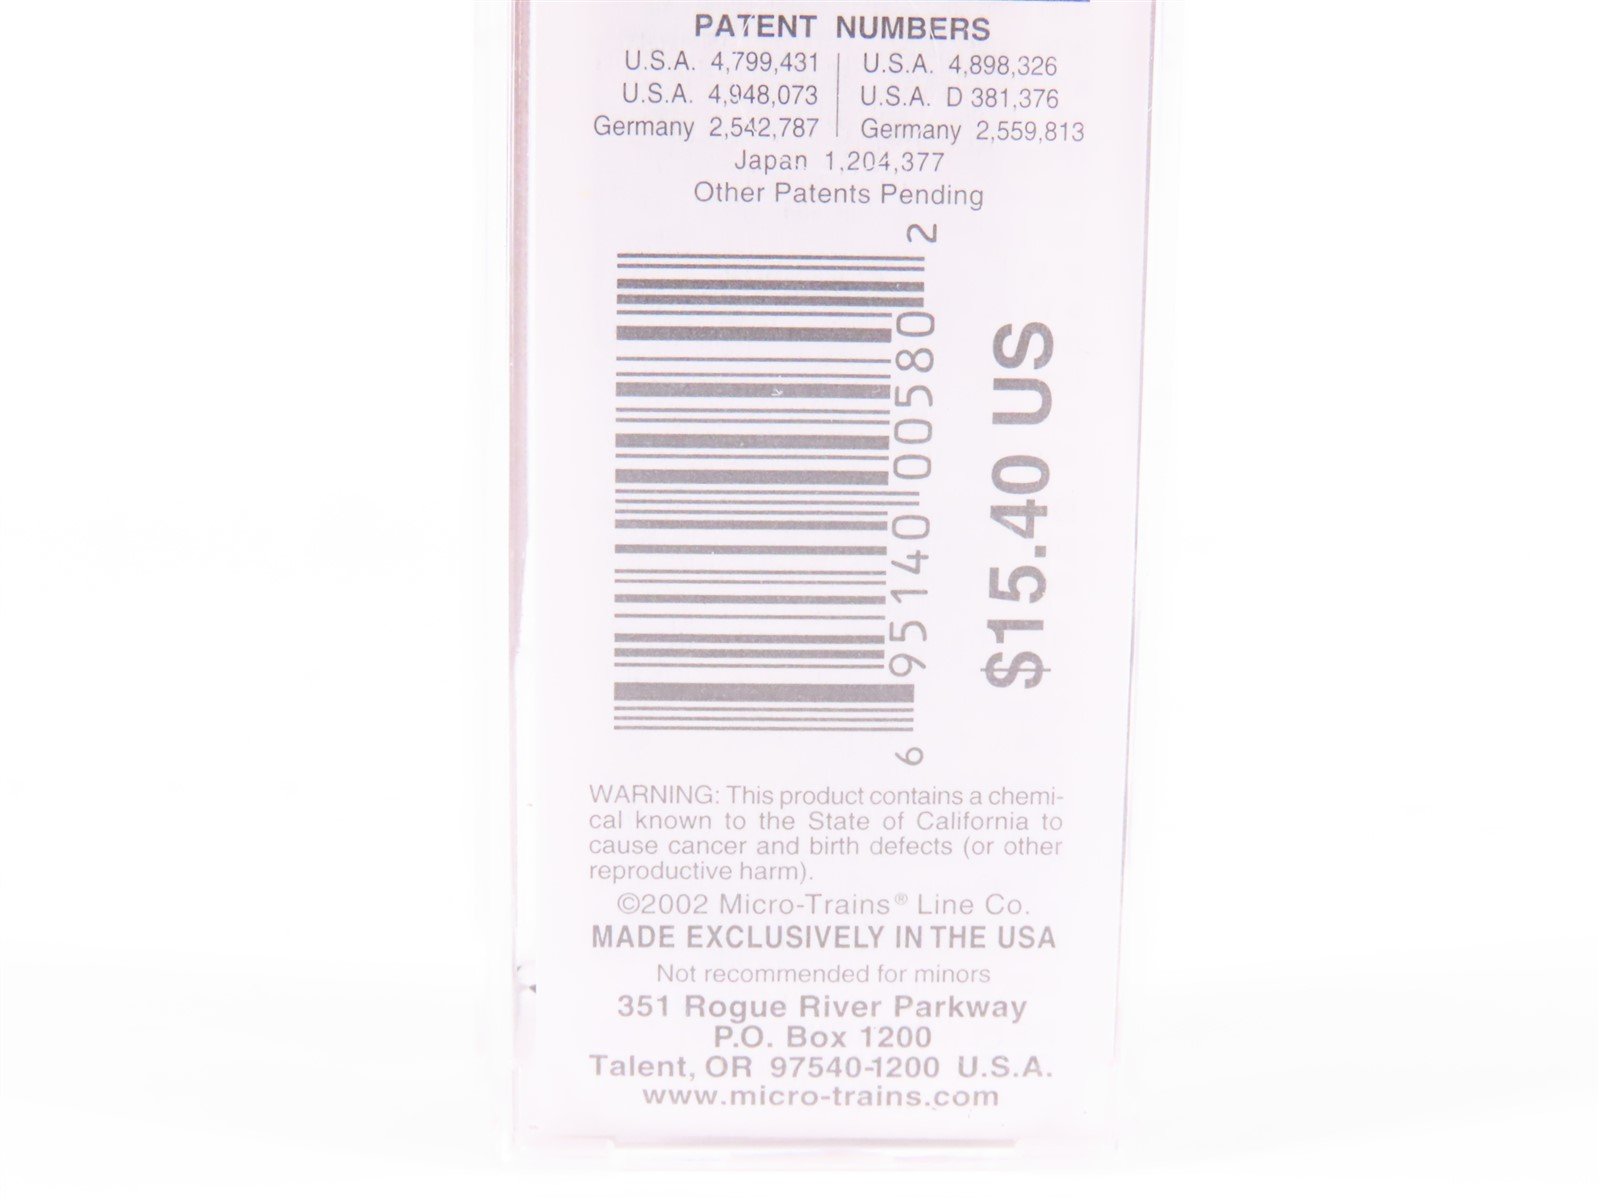 PATENT NUMBERS
U.S.A. 4,799,431 U.S.A. 4,898,326
U.S.A. 4,948,073 U.S.A. D 381,376
Germany 2,542,787 Germany 2,559,813
Japan 1,204,377
Other Patents Pending
6 95140 00580 2
$15.40 US
WARNING: This product contains a chemi-
cal known to the State of California to
cause cancer and birth defects (or other
reproductive harm).
©2002 Micro-Trains® Line Co.
MADE EXCLUSIVELY IN THE USA
Not recommended for minors
351 Rogue River Parkway
P.O. Box 1200
Talent, OR 97540-1200 U.S.A.
www.micro-trains.com